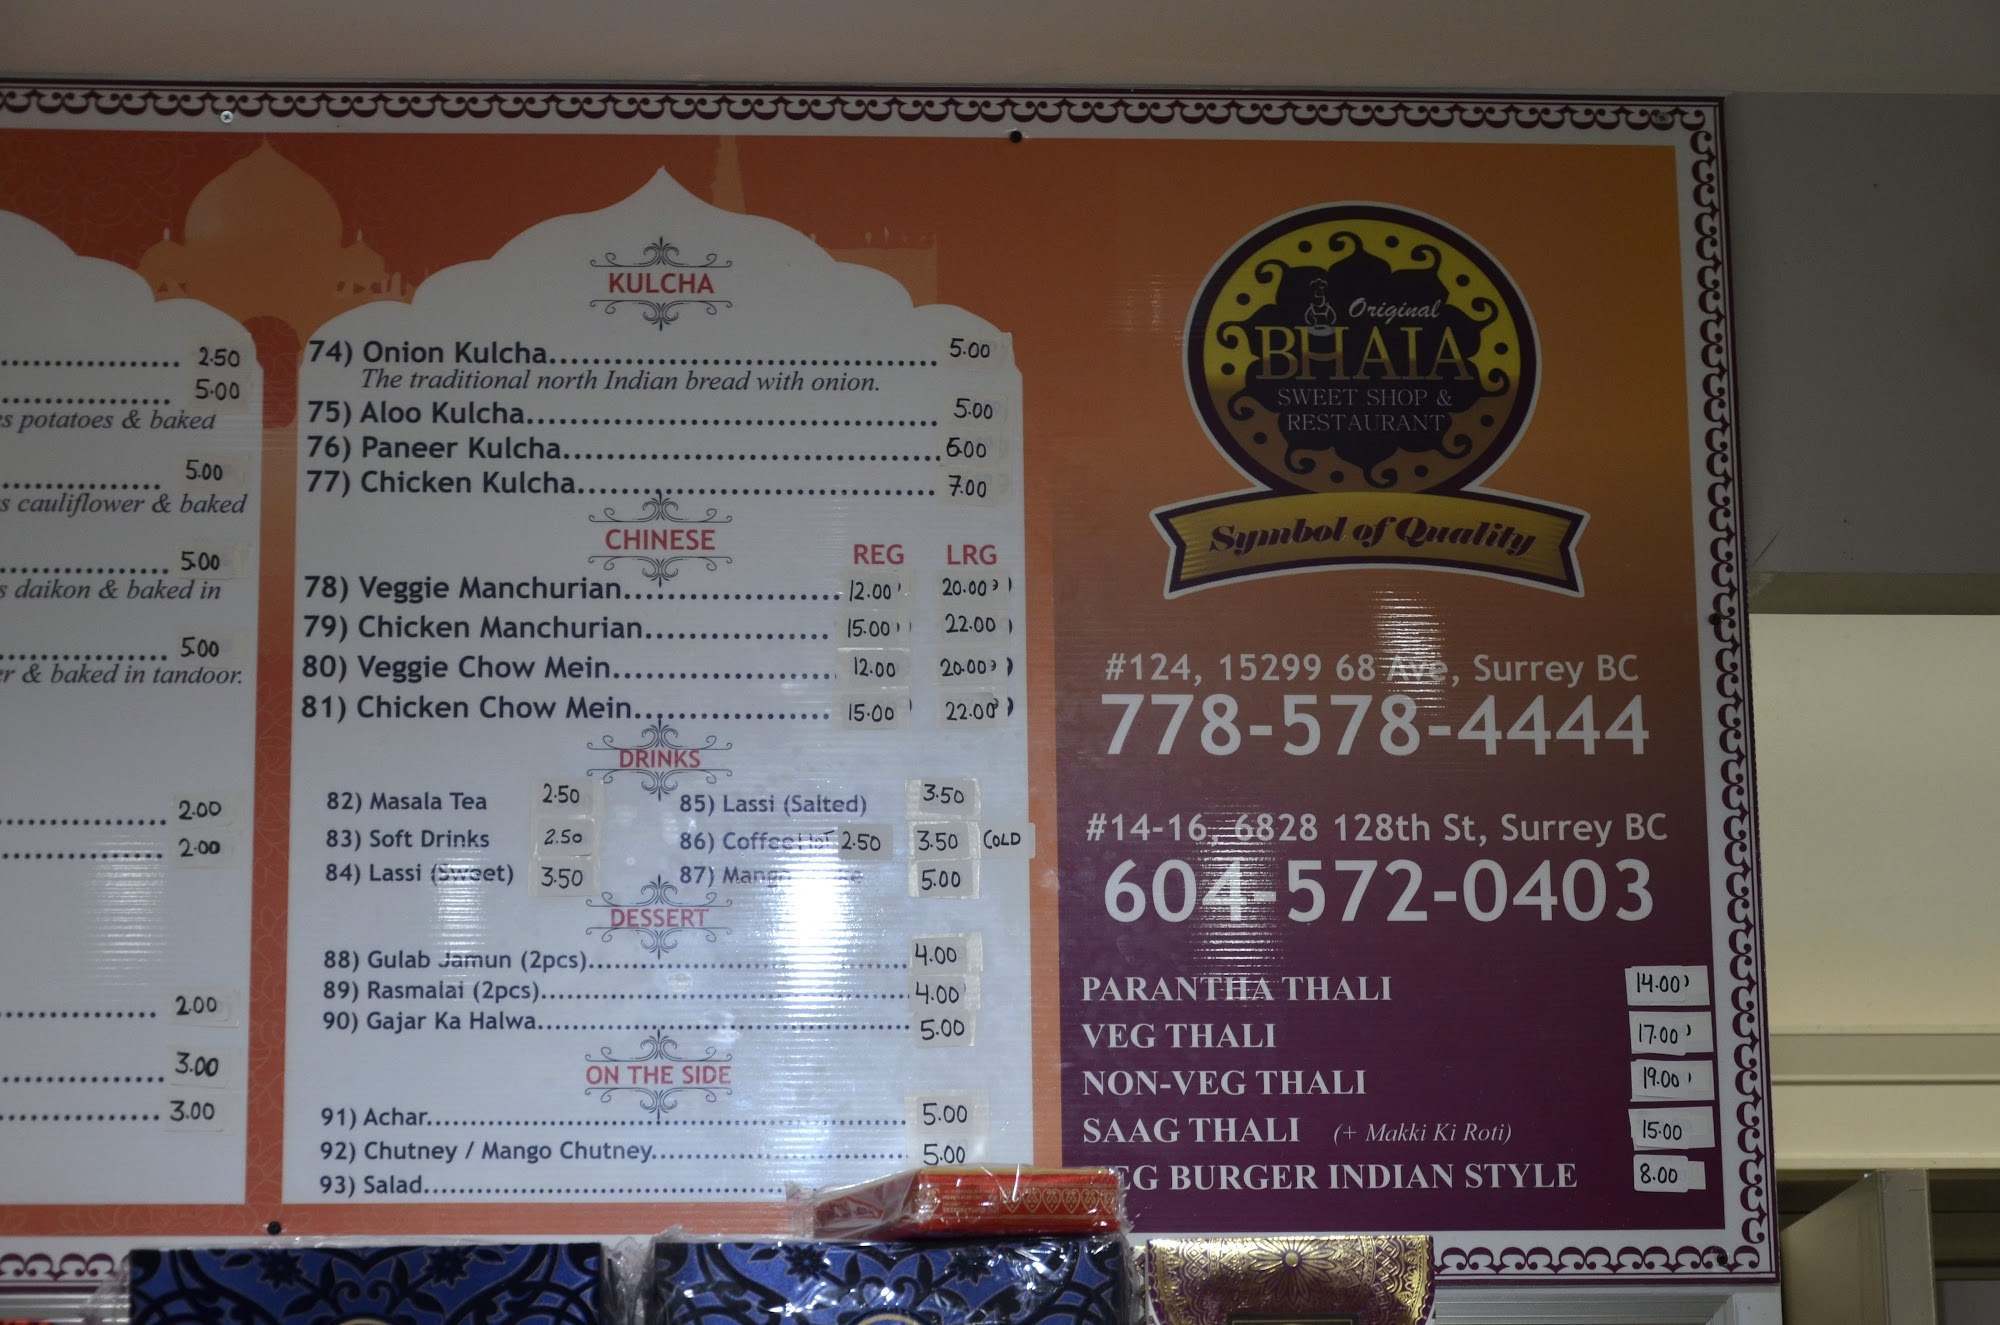 2.50
5.00
s potatoes & baked
5.00
s cauliflower & baked
5.00
s daikon & baked in
5.00
r & baked in tandoor.
2.00
2.00
2.00
3.00
3.00
KULCHA
74) Onion Kulcha 5.00
The traditional north Indian bread with onion.
75) Aloo Kulcha 5.00
76) Paneer Kulcha 6.00
77) Chicken Kulcha 7.00
CHINESE REG LRG
78) Veggie Manchurian 12.00 20.00
79) Chicken Manchurian 15.00 22.00
80) Veggie Chow Mein 12.00 20.00
81) Chicken Chow Mein 15.00 22.00
DRINKS
82) Masala Tea 2.50
83) Soft Drinks 2.50
84) Lassi (Sweet) 3.50
85) Lassi (Salted) 3.50
86) Coffee HOT 2.50 3.50 COLD
87) Mango 5.00
DESSERT
88) Gulab Jamun (2pcs) 4.00
89) Rasmalai (2pcs) 4.00
90) Gajar Ka Halwa 5.00
ON THE SIDE
91) Achar 5.00
92) Chutney / Mango Chutney 5.00
93) Salad
Original
BHAIA
SWEET SHOP &
RESTAURANT
Symbol of Quality
#124, 15299 68 Ave, Surrey BC
778-578-4444
#14-16, 6828 128th St, Surrey BC
604-572-0403
PARANTHA THALI 14.00
VEG THALI 17.00
NON-VEG THALI 19.00
SAAG THALI (+ Makki Ki Roti) 15.00
EG BURGER INDIAN STYLE 8.00